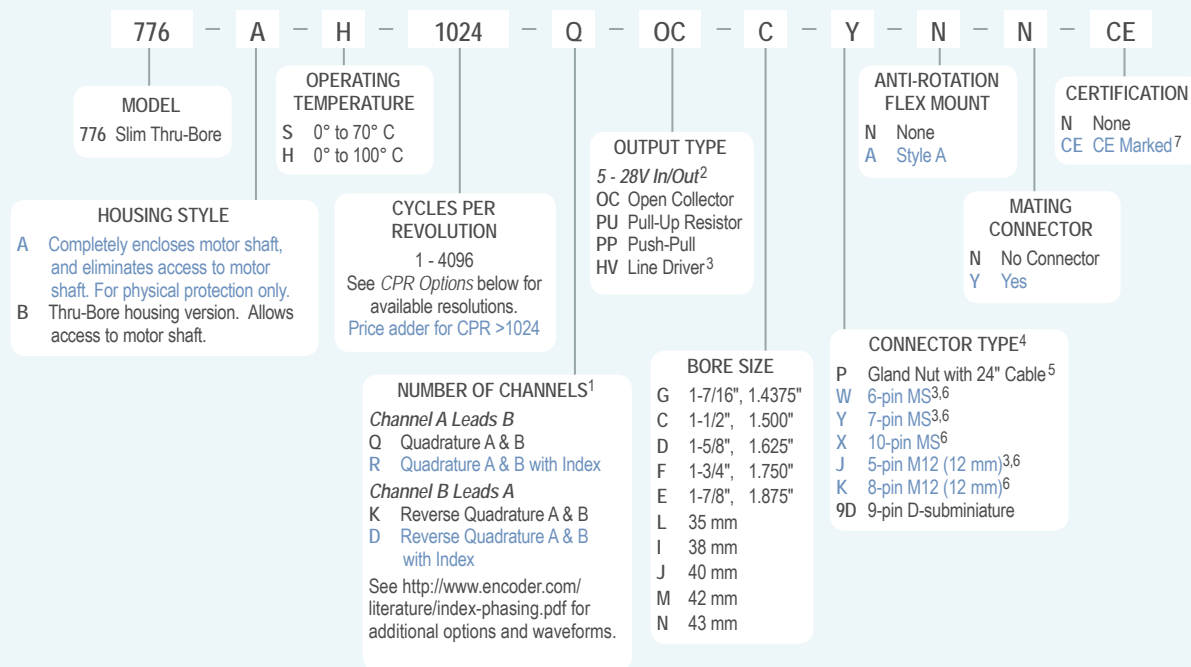 776 – A – H – 1024 – Q – OC – C – Y – N – N – CE
MODEL
776 Slim Thru-Bore
HOUSING STYLE
A Completely encloses motor shaft,
and eliminates access to motor
shaft. For physical protection only.
B Thru-Bore housing version. Allows
access to motor shaft.
OPERATING
TEMPERATURE
S 0° to 70° C
H 0° to 100° C
CYCLES PER
REVOLUTION
1 - 4096
See CPR Options below for
available resolutions.
Price adder for CPR >1024
NUMBER OF CHANNELS1
Channel A Leads B
Q Quadrature A & B
R Quadrature A & B with Index
Channel B Leads A
K Reverse Quadrature A & B
D Reverse Quadrature A & B
with Index
See http://www.encoder.com/
literature/index-phasing.pdf for
additional options and waveforms.
OUTPUT TYPE
5 - 28V In/Out2
OC Open Collector
PU Pull-Up Resistor
PP Push-Pull
HV Line Driver3
BORE SIZE
G 1-7/16", 1.4375"
C 1-1/2", 1.500"
D 1-5/8", 1.625"
F 1-3/4", 1.750"
E 1-7/8", 1.875"
L 35 mm
I 38 mm
J 40 mm
M 42 mm
N 43 mm
CONNECTOR TYPE4
P Gland Nut with 24" Cable5
W 6-pin MS3,6
Y 7-pin MS3,6
X 10-pin MS6
J 5-pin M12 (12 mm)3,6
K 8-pin M12 (12 mm)6
9D 9-pin D-subminiature
ANTI-ROTATION
FLEX MOUNT
N None
A Style A
MATING
CONNECTOR
N No Connector
Y Yes
CERTIFICATION
N None
CE CE Marked7